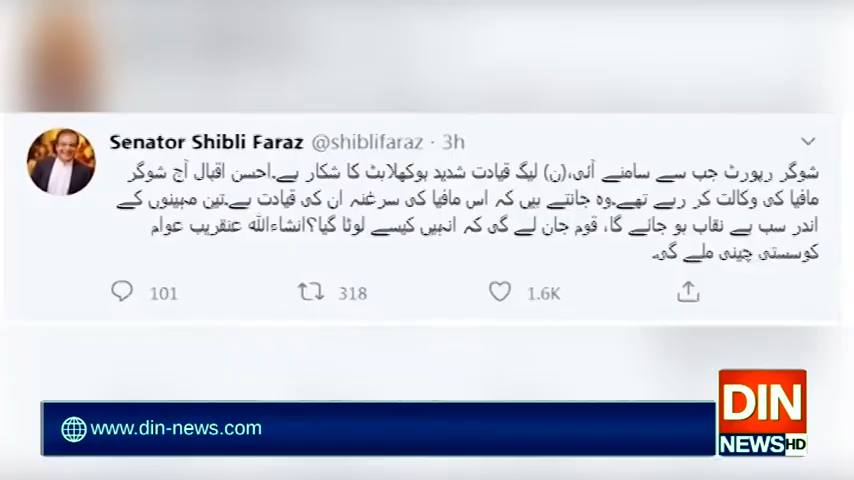 Senator Shibli Faraz @shiblifaraz · 3h
شوگر رپورٹ جب سے سامنے آئی،(ن) لیگ قیادت شدید بوکھلاہٹ کا شکار ہے۔احسن اقبال آج شوگر
مافیا کی وکالت کر رہے تھے۔وہ جانتے ہیں کہ اس مافیا کی سرغنہ ان کی قیادت ہے۔تین مہینوں کے
اندر سب بے نقاب ہو جائے گا، قوم جان لے گی کہ انہیں کیسے لوٹا گیا؟انشاءاللہ عنقریب عوام
کوسستی چینی ملے گی۔
101 318 1.6K
www.din-news.com
DIN
NEWS HD